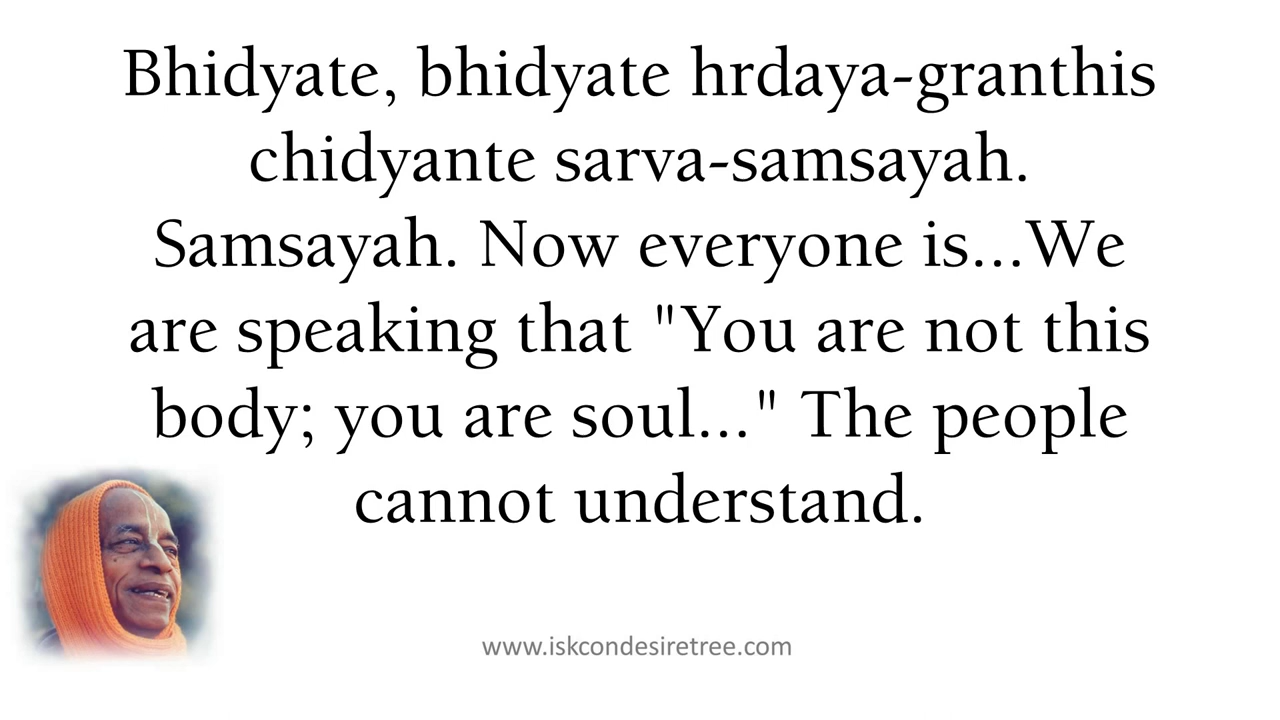 Bhidyate, bhidyate hrdaya-granthis
chidyante sarva-samsayah.
Samsayah. Now everyone is...We
are speaking that "You are not this
body; you are soul..." The people
cannot understand.
www.iskcondesiretree.com